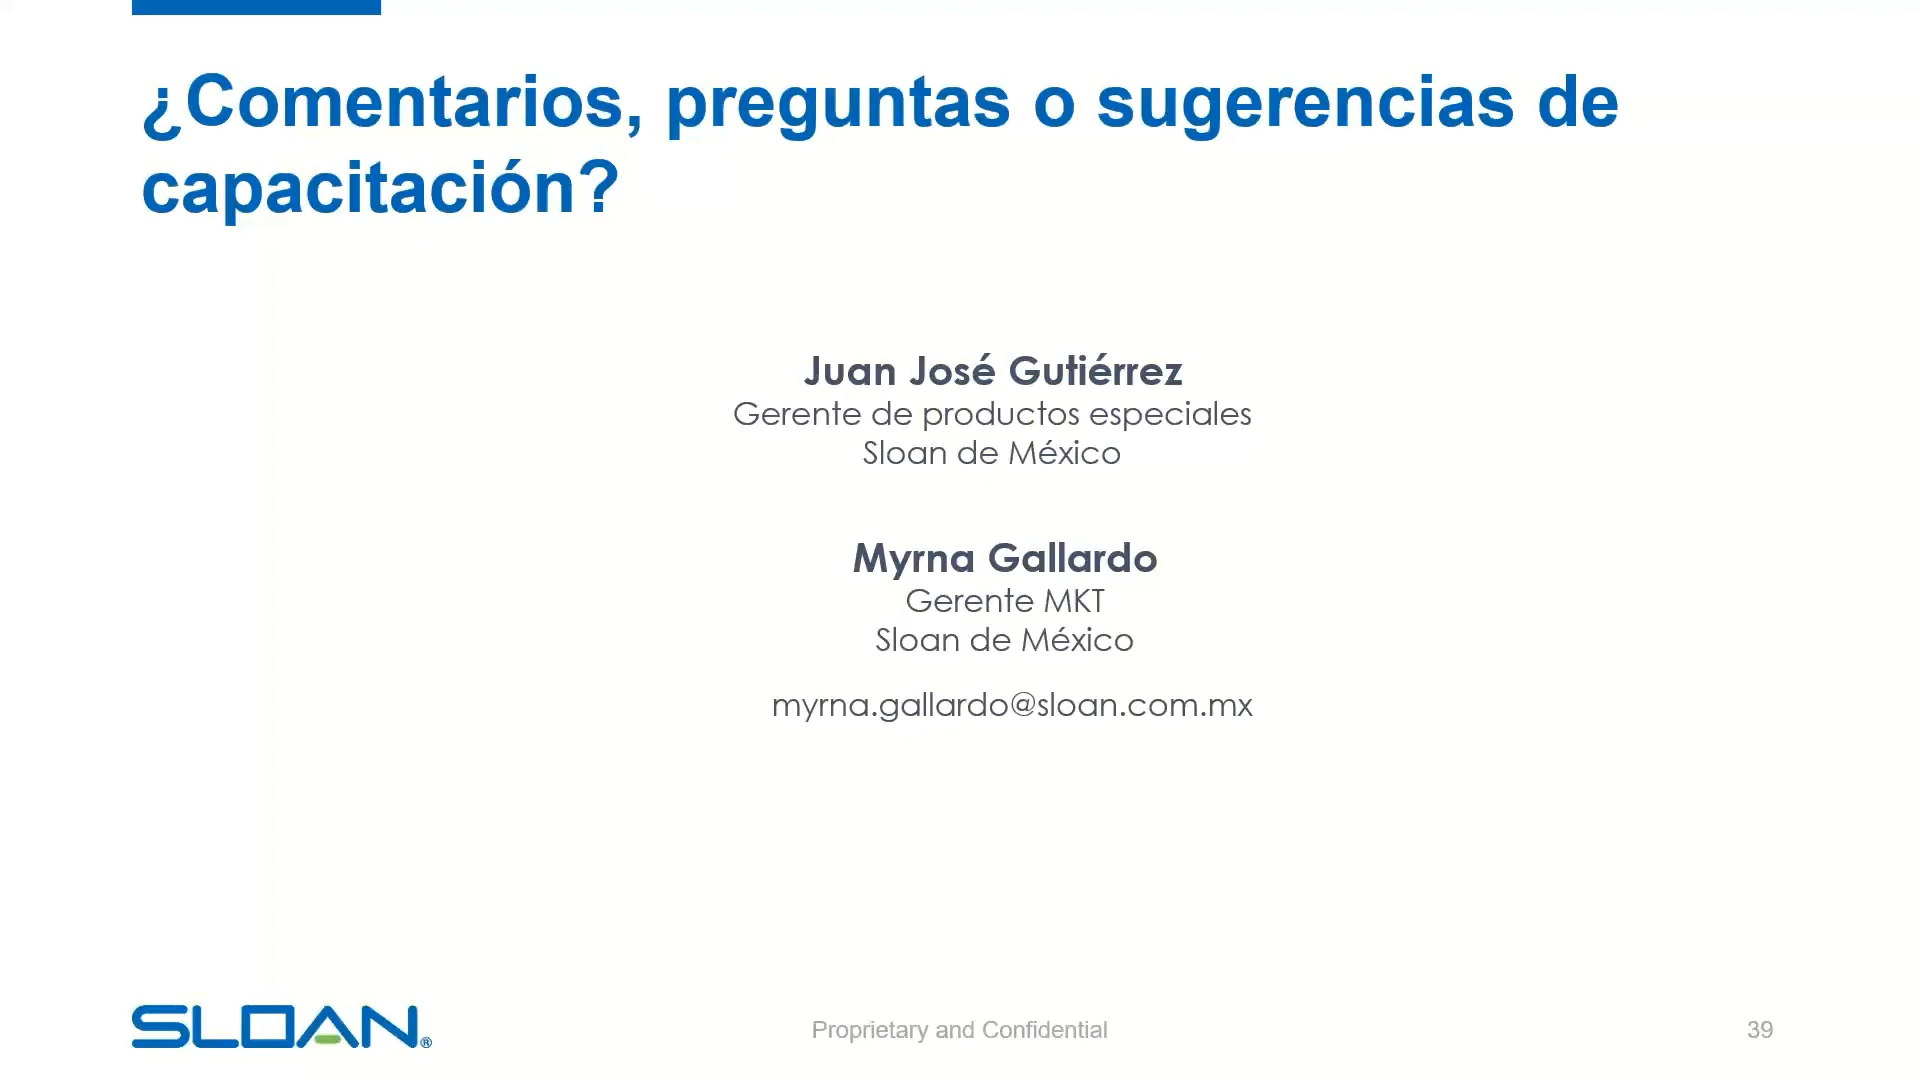 ¿Comentarios, preguntas o sugerencias de
capacitación?
Juan José Gutiérrez
Gerente de productos especiales
Sloan de México
Myrna Gallardo
Gerente MKT
Sloan de México
myrna.gallardo@sloan.com.mx
SLOAN®
Proprietary and Confidential
39